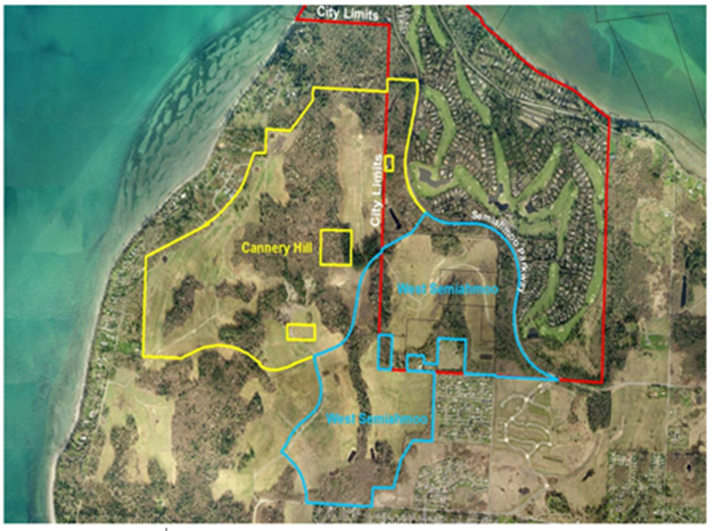 City Limits
City Limits
Semiahmoo Parkway
Cannery Hill
West Semiahmoo
West Semiahmoo